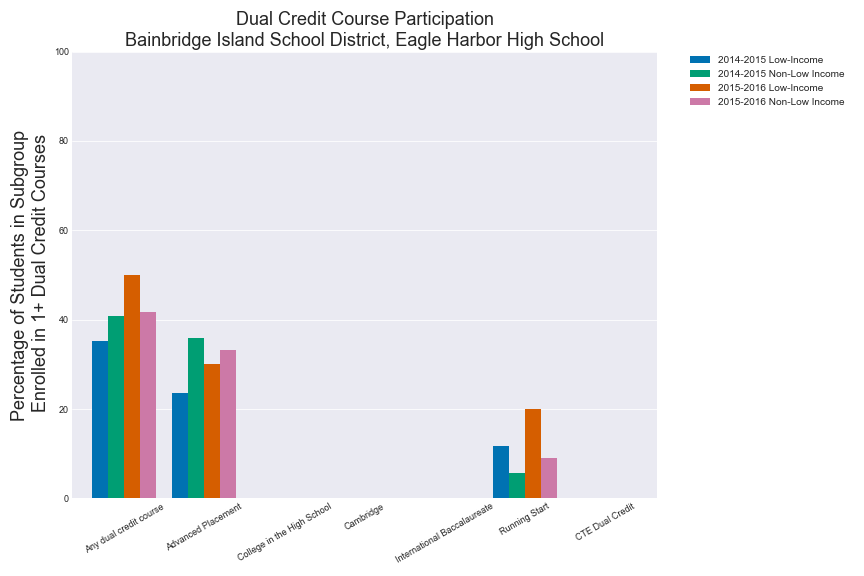 Dual Credit Course Participation
Bainbridge Island School District, Eagle Harbor High School
Percentage of Students in Subgroup
Enrolled in 1+ Dual Credit Courses
100
80
60
40
20
0
Any dual credit course
Advanced Placement
College in the High School
Cambridge
International Baccalaureate
Running Start
CTE Dual Credit
2014-2015 Low-Income
2014-2015 Non-Low Income
2015-2016 Low-Income
2015-2016 Non-Low Income